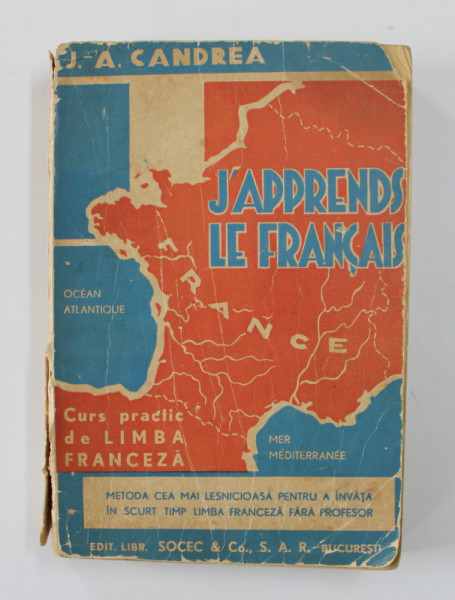 J.-A. CANDREA
J'APPRENDS
LE FRANÇAIS
FRANCE
OCÉAN
ATLANTIQUE
Curs practic
de LIMBA
FRANCEZĂ
MER
MÉDITERRANÉE
METODA CEA MAI LESNICIOASĂ PENTRU A ÎNVĂȚA
ÎN SCURT TIMP LIMBA FRANCEZĂ FĂRĂ PROFESOR
EDIT. LIBR. SOCEC & Co., S. A. R. - BUCUREȘTI